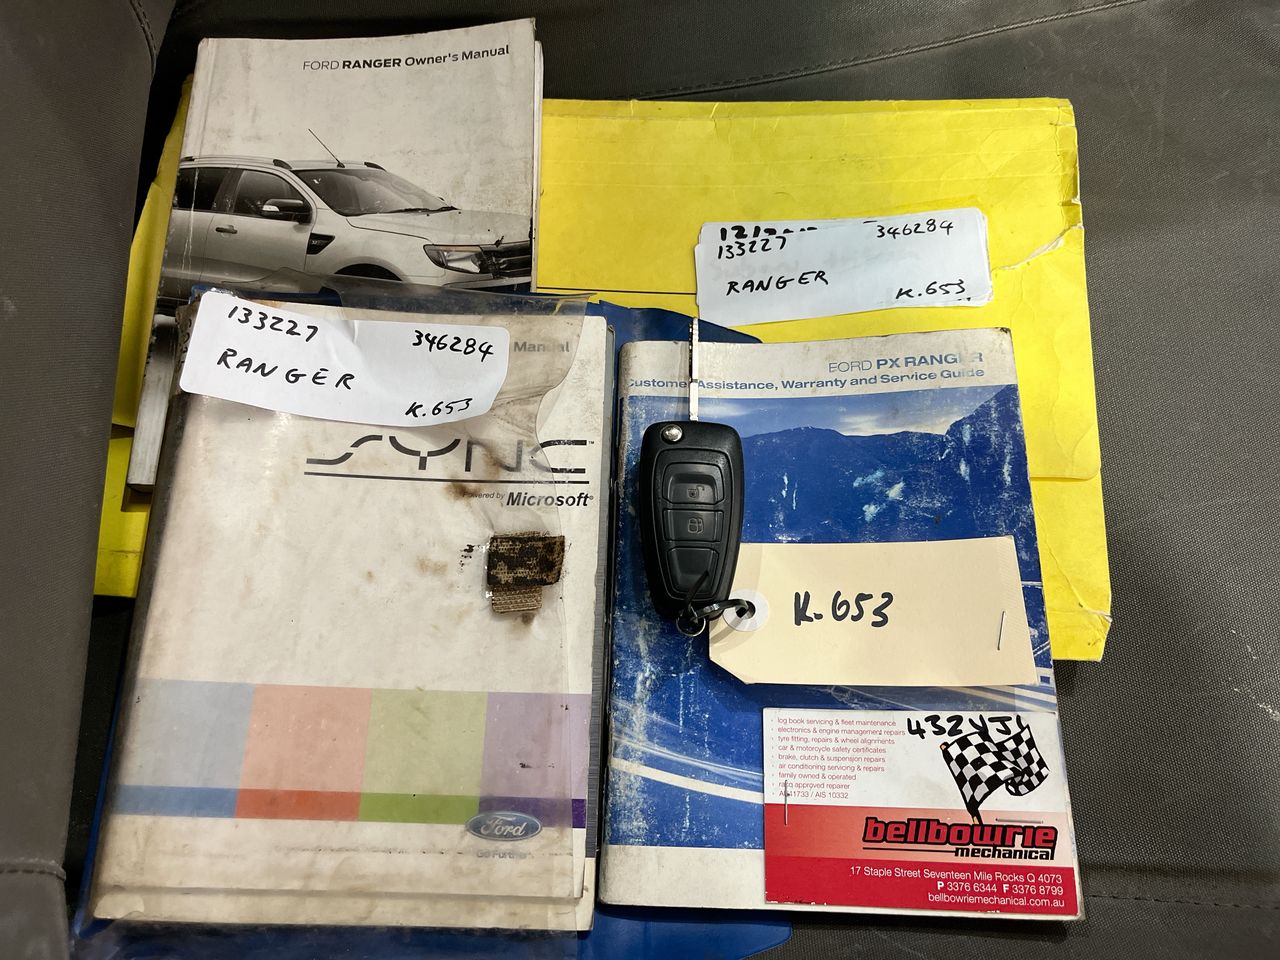 FORD RANGER Owner's Manual
133227
346284
RANGER
K.653
133227
346284
RANGER
K.653
Manual
SYNC™
Powered by Microsoft®
Ford
FORD PX RANGER
Customer Assistance, Warranty and Service Guide
K.653
· log book servicing & fleet maintenance
· electronics & engine management repairs
· tyre fitting, repairs & wheel alignments
· car & motorcycle safety certificates
· brake, clutch & suspension repairs
· air conditioning servicing & repairs
· family owned & operated
· racq approved repairer
/ AIS 10332
bellbowrie
mechanical
17 Staple Street Seventeen Mile Rocks Q 4073
P 3376 6344 F 3376 8799
bellbowriemechanical.com.au